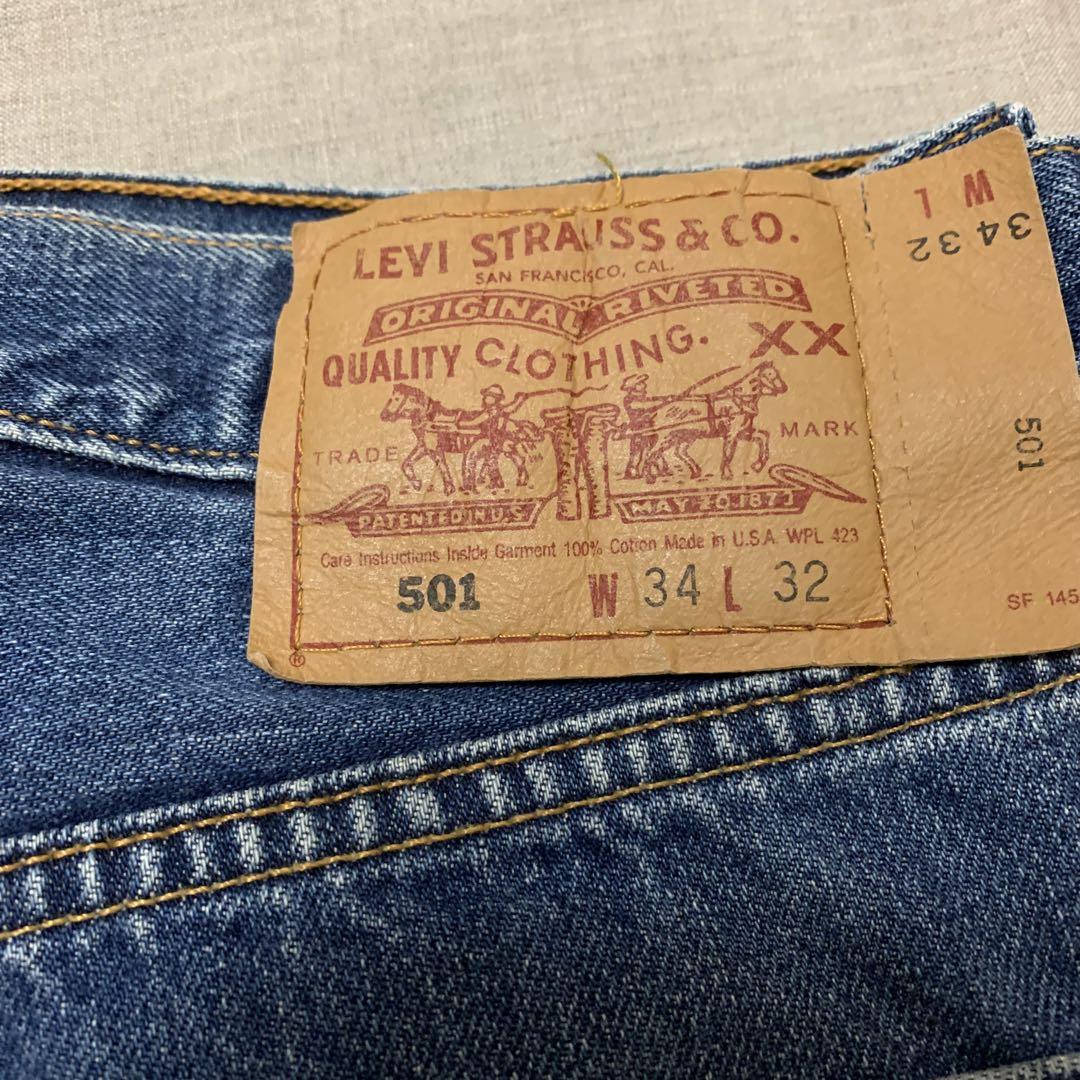 LEVI STRAUSS & CO.
SAN FRANCISCO, CAL.
ORIGINAL RIVETED
QUALITY CLOTHING. XX
TRADE MARK
PATENTED IN U.S. MAY 20.1873
Care Instructions Inside Garment 100% Cotton Made in U.S.A. WPL 423
501 W 34 L 32
®
W L
34 32
501
SF 145